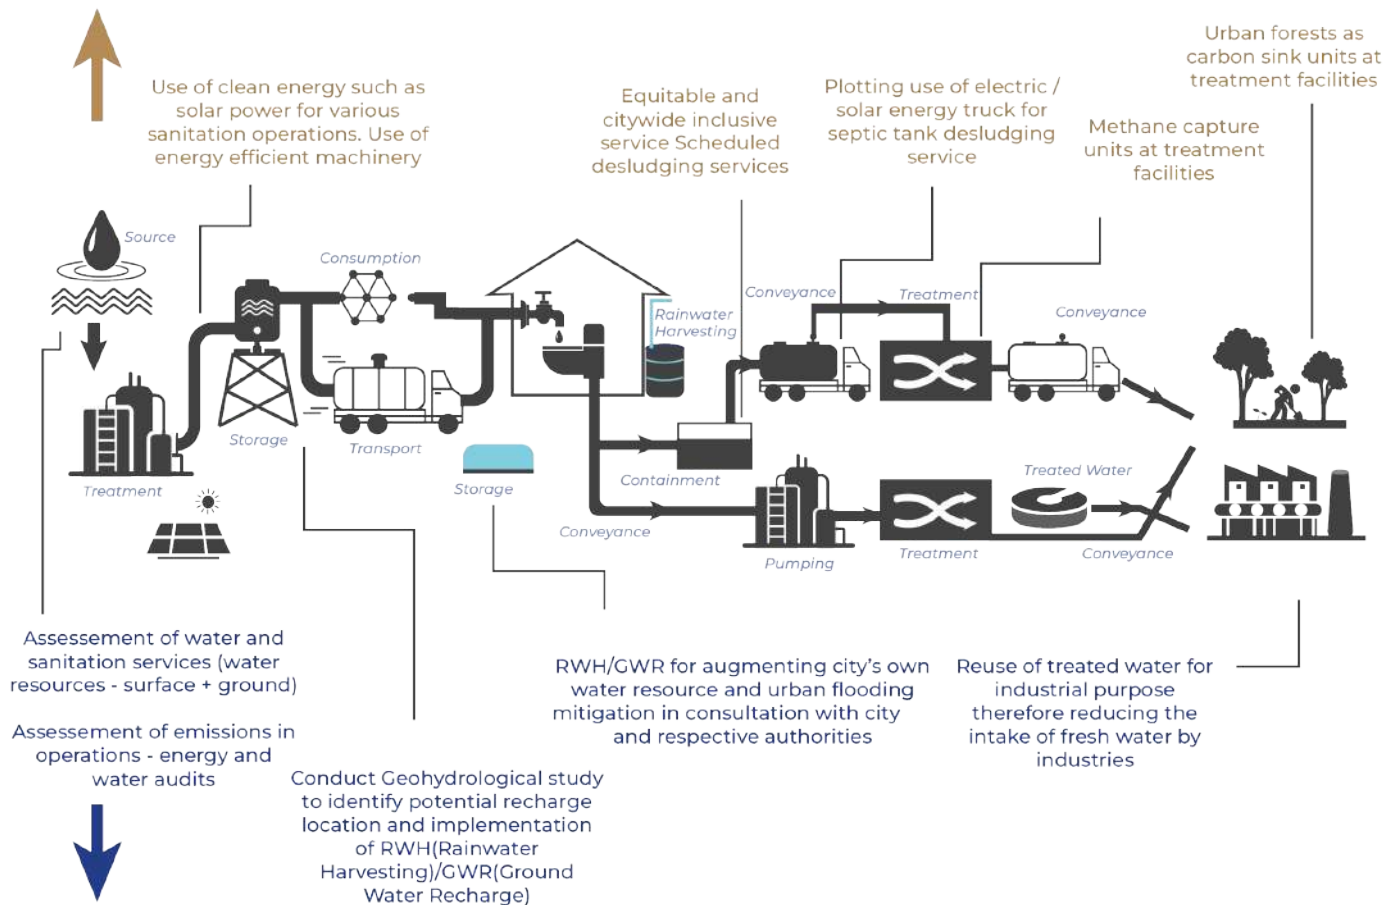 Use of clean energy such as
solar power for various
sanitation operations. Use of
energy efficient machinery
Equitable and
citywide inclusive
service Scheduled
desludging services
Plotting use of electric /
solar energy truck for
septic tank desludging
service
Methane capture
units at treatment
facilities
Urban forests as
carbon sink units at
treatment facilities
Source
Consumption
Storage
Transport
Treatment
Rainwater
Harvesting
Storage
Containment
Conveyance
Conveyance
Treatment
Conveyance
Pumping
Treatment
Treated Water
Conveyance
Assessement of water and
sanitation services (water
resources - surface + ground)
Assessement of emissions in
operations - energy and
water audits
Conduct Geohydrological study
to identify potential recharge
location and implementation
of RWH(Rainwater
Harvesting)/GWR(Ground
Water Recharge)
RWH/GWR for augmenting city's own
water resource and urban flooding
mitigation in consultation with city
and respective authorities
Reuse of treated water for
industrial purpose
therefore reducing the
intake of fresh water by
industries